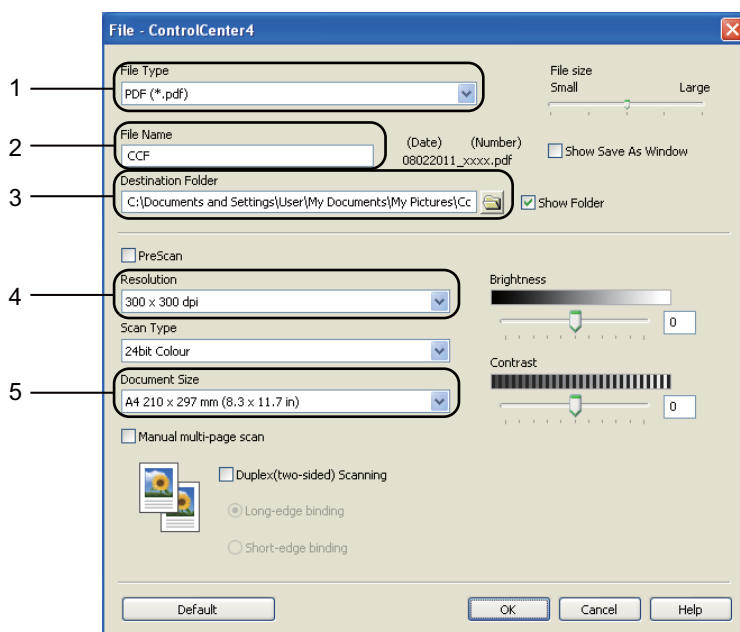 File - ControlCenter4
File Type
File size
Small Large
1
PDF (*.pdf)
File Name
2
(Date) (Number)
CCF
08022011_xxxx.pdf
Show Save As Window
Destination Folder
3
C:\Documents and Settings\User\My Documents\My Pictures\Cc
Show Folder
PreScan
Resolution
Brightness
4
300 x 300 dpi
0
Scan Type
24bit Colour
Contrast
Document Size
5
A4 210 x 297 mm (8.3 x 11.7 in)
0
Manual multi-page scan
Duplex(two-sided) Scanning
Long-edge binding
Short-edge binding
Default OK Cancel Help